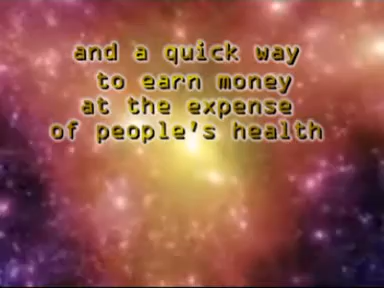 and a quick way
to earn money
at the expense
of people's health